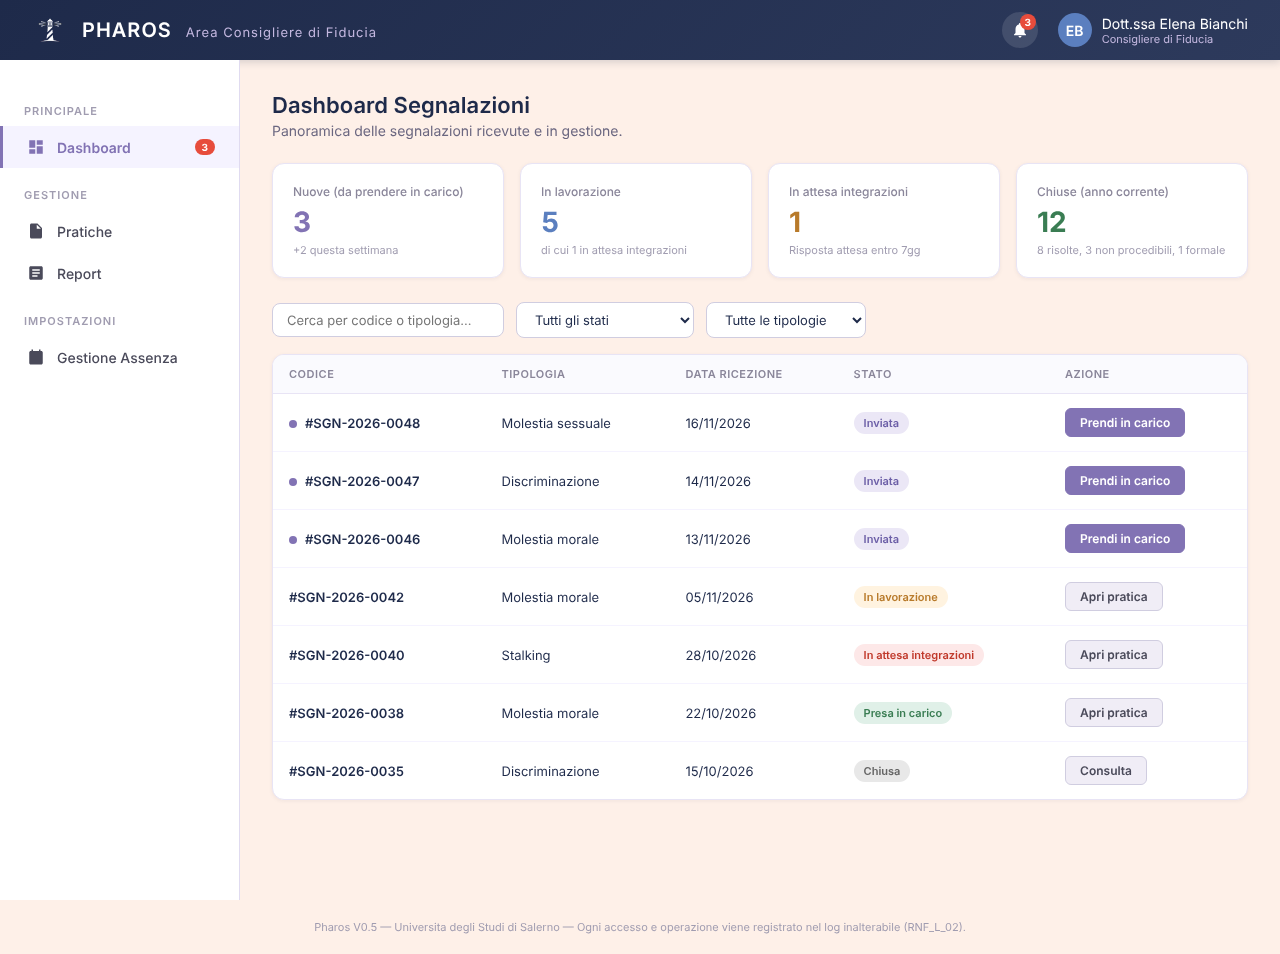 PHAROS Area Consigliere di Fiducia
3
EB
Dott.ssa Elena Bianchi
Consigliere di Fiducia
PRINCIPALE
Dashboard 3
GESTIONE
Pratiche
Report
IMPOSTAZIONI
Gestione Assenza
Dashboard Segnalazioni
Panoramica delle segnalazioni ricevute e in gestione.
Nuove (da prendere in carico)
3
+2 questa settimana
In lavorazione
5
di cui 1 in attesa integrazioni
In attesa integrazioni
1
Risposta attesa entro 7gg
Chiuse (anno corrente)
12
8 risolte, 3 non procedibili, 1 formale
Cerca per codice o tipologia... Tutti gli stati Tutte le tipologie
CODICE TIPOLOGIA DATA RICEZIONE STATO AZIONE
#SGN-2026-0048 Molestia sessuale 16/11/2026 Inviata Prendi in carico
#SGN-2026-0047 Discriminazione 14/11/2026 Inviata Prendi in carico
#SGN-2026-0046 Molestia morale 13/11/2026 Inviata Prendi in carico
#SGN-2026-0042 Molestia morale 05/11/2026 In lavorazione Apri pratica
#SGN-2026-0040 Stalking 28/10/2026 In attesa integrazioni Apri pratica
#SGN-2026-0038 Molestia morale 22/10/2026 Presa in carico Apri pratica
#SGN-2026-0035 Discriminazione 15/10/2026 Chiusa Consulta
Pharos V0.5 — Universita degli Studi di Salerno — Ogni accesso e operazione viene registrato nel log inalterabile (RNF_L_02).